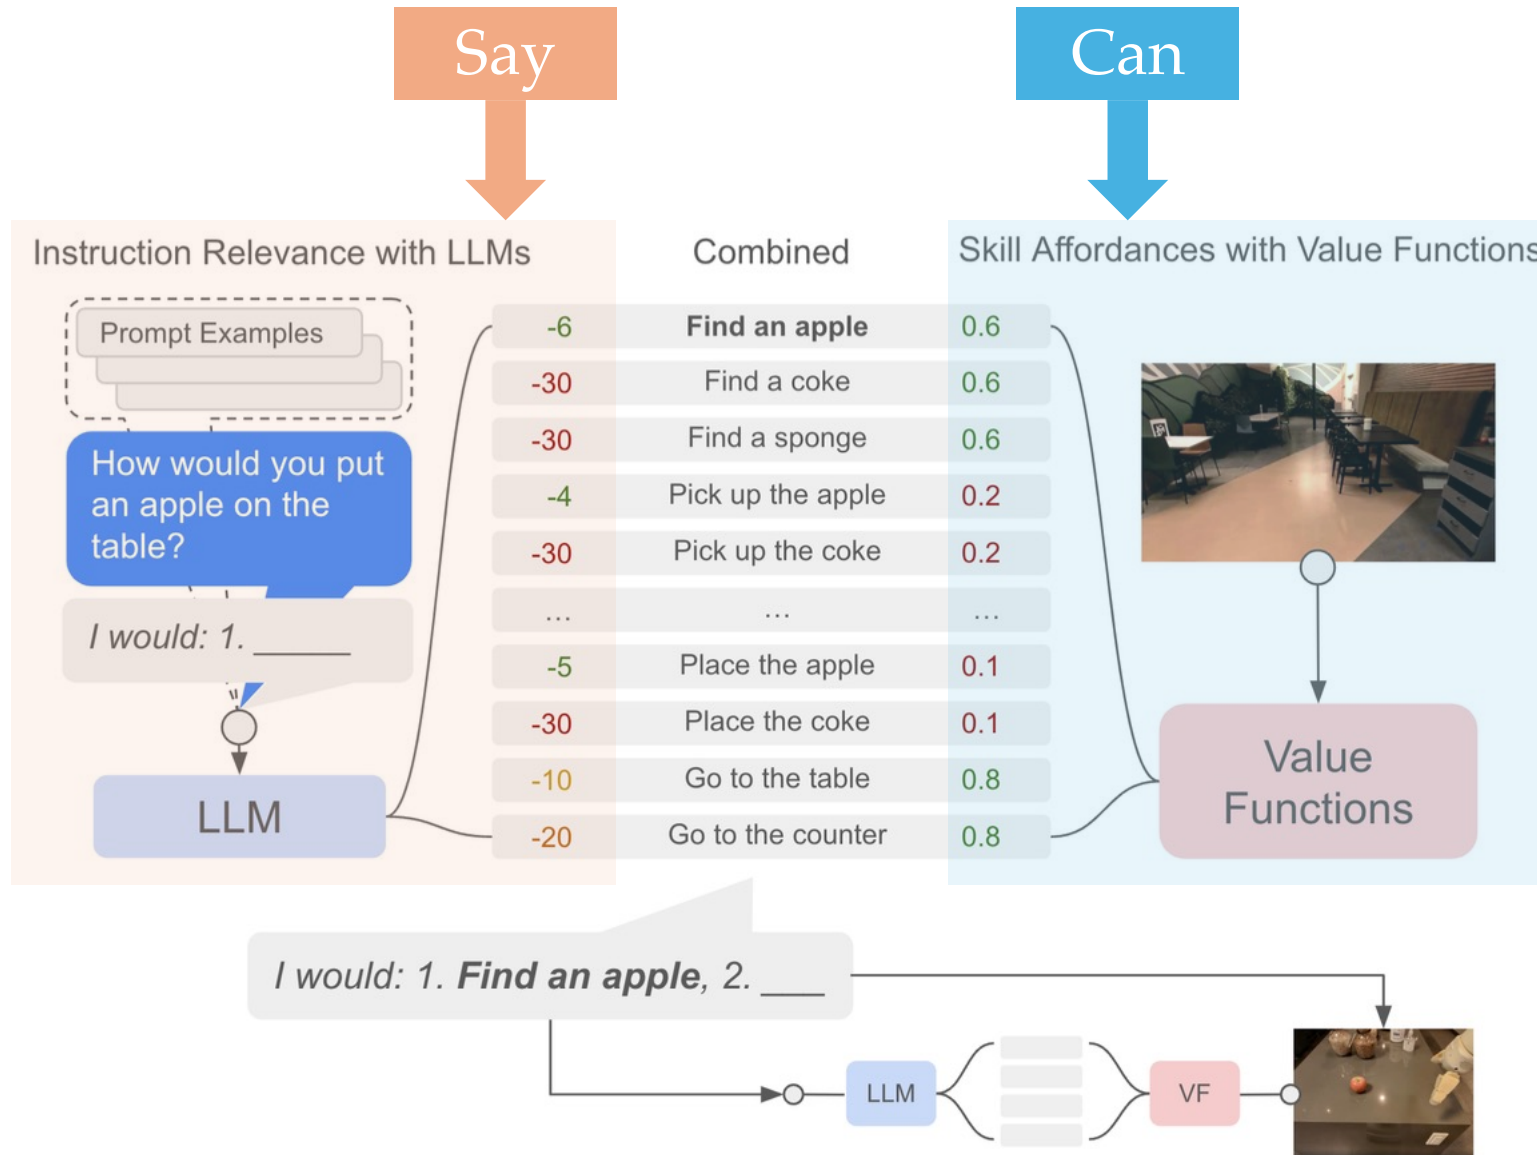 Say
Can
Instruction Relevance with LLMs
Combined
Skill Affordances with Value Functions
Prompt Examples
How would you put
an apple on the
table?
I would: 1. _____
LLM
-6 Find an apple 0.6
-30 Find a coke 0.6
-30 Find a sponge 0.6
-4 Pick up the apple 0.2
-30 Pick up the coke 0.2
... ... ...
-5 Place the apple 0.1
-30 Place the coke 0.1
-10 Go to the table 0.8
-20 Go to the counter 0.8
Value
Functions
I would: 1. Find an apple, 2. ___
LLM
VF